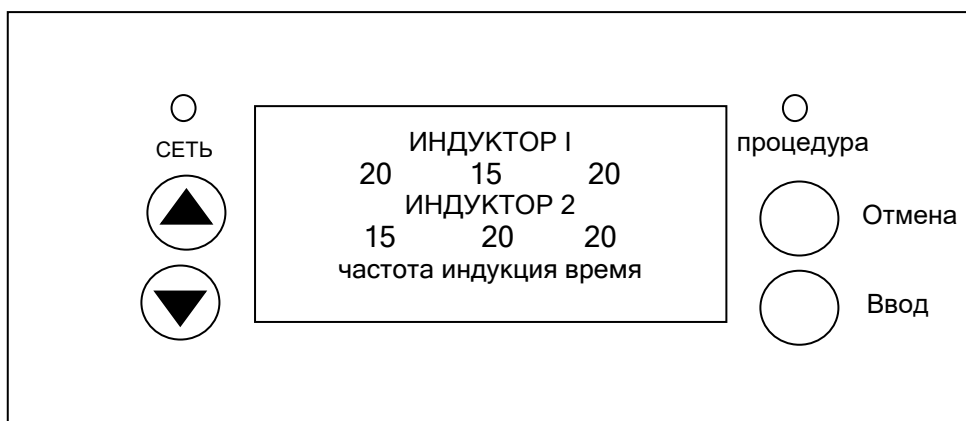 СЕТЬ
ИНДУКТОР I
20 15 20
ИНДУКТОР 2
15 20 20
частота индукция время
процедура
Отмена
Ввод